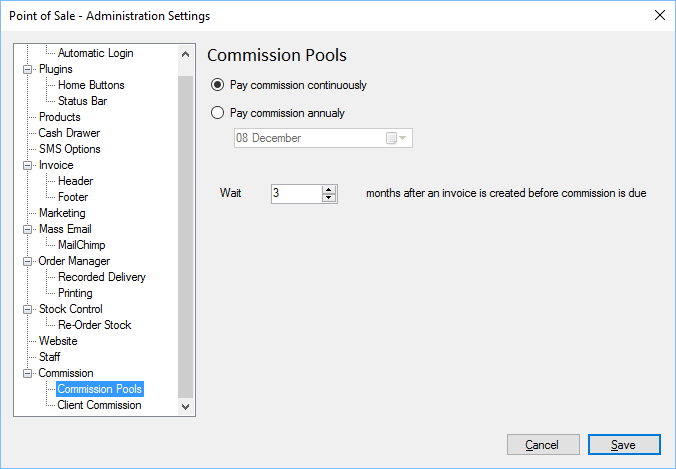 Point of Sale - Administration Settings
Automatic Login
Plugins
Home Buttons
Status Bar
Products
Cash Drawer
SMS Options
Invoice
Header
Footer
Marketing
Mass Email
MailChimp
Order Manager
Recorded Delivery
Printing
Stock Control
Re-Order Stock
Website
Staff
Commission
Commission Pools
Client Commission
Commission Pools
Pay commission continuously
Pay commission annualy
08 December
Wait 3 months after an invoice is created before commission is due
Cancel Save